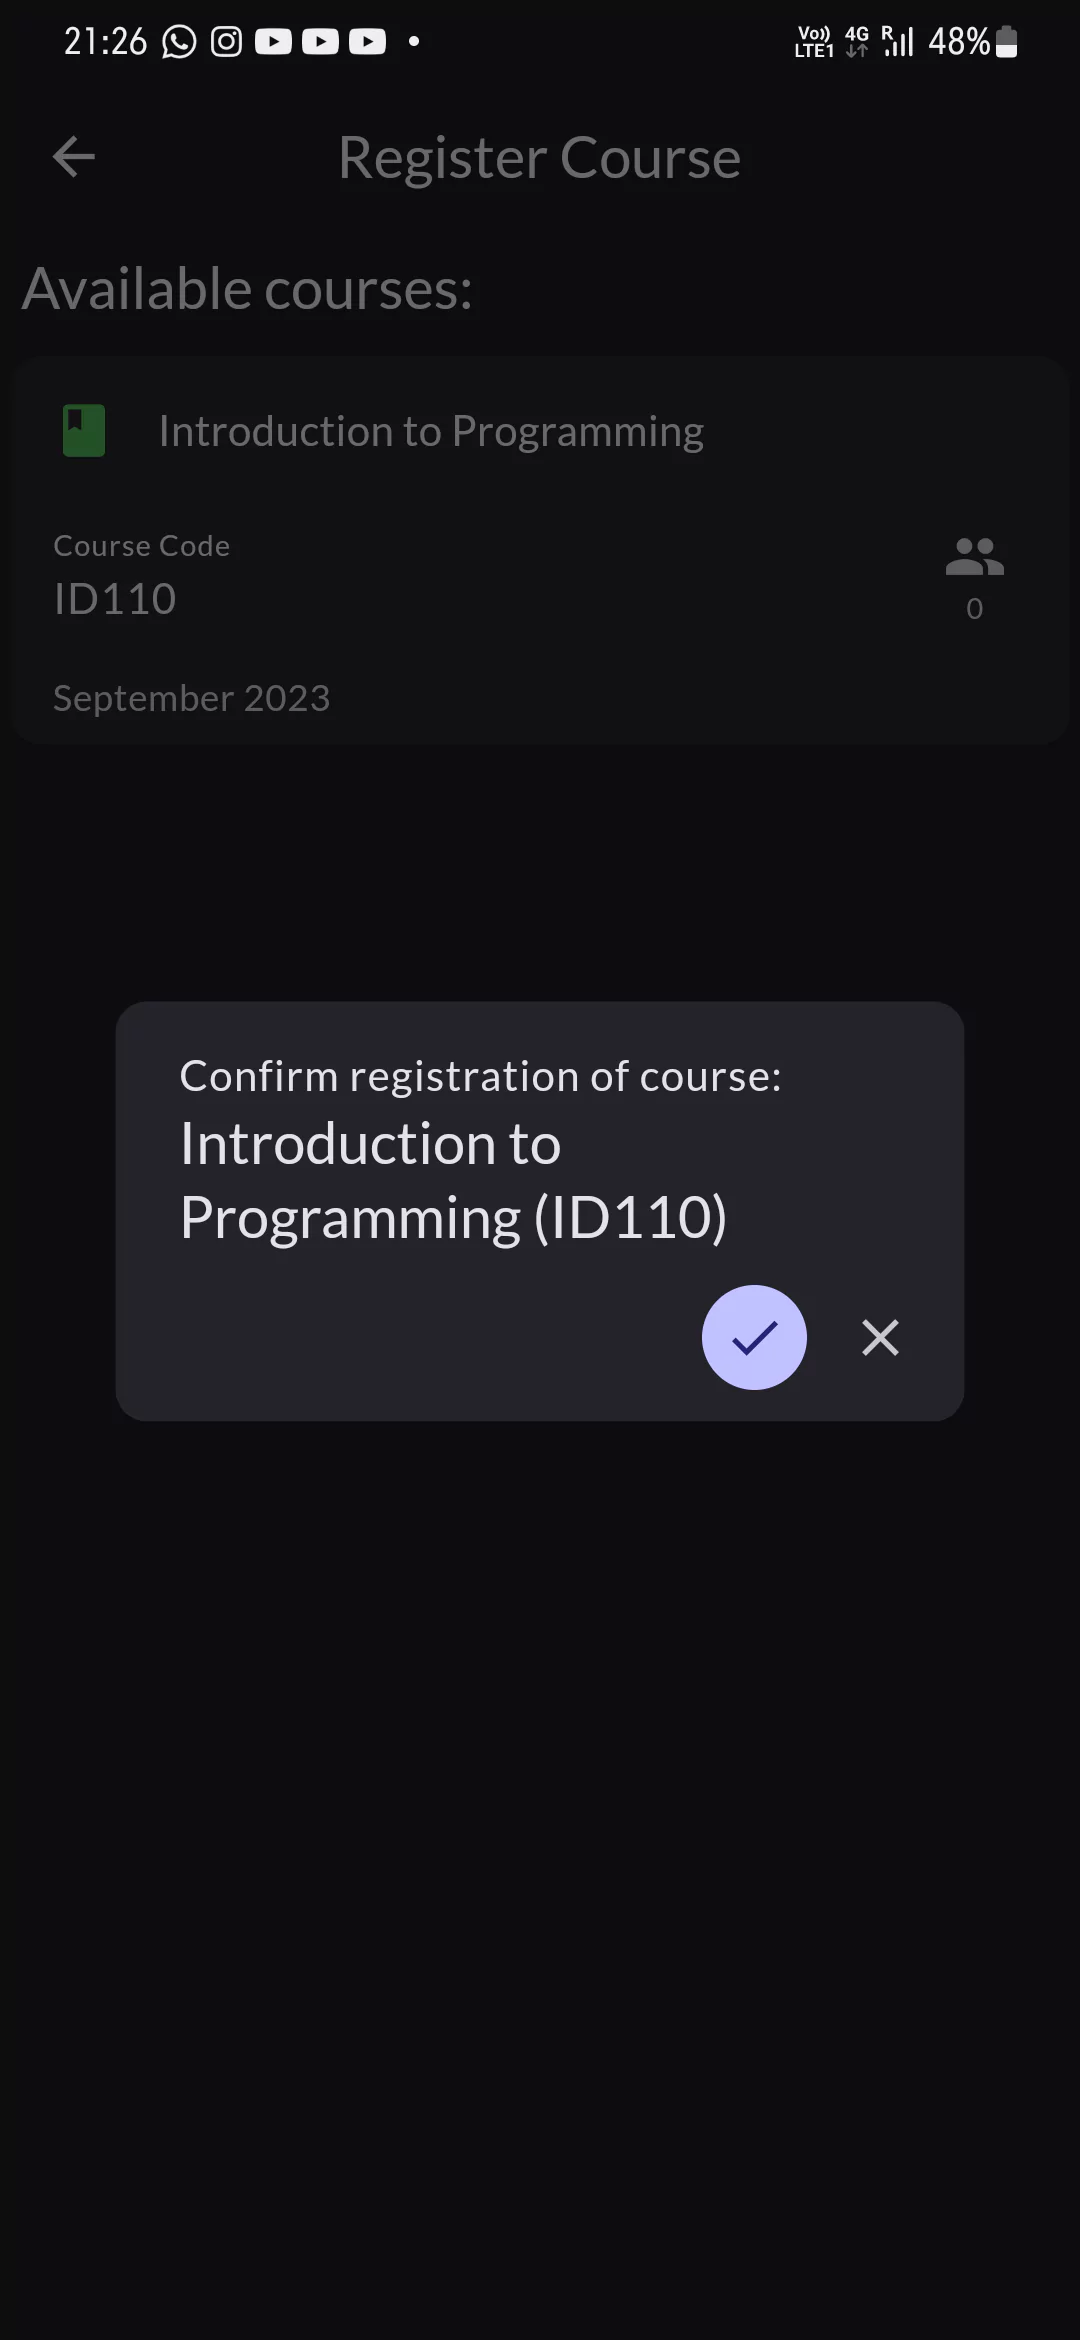 21:26
Vo)) LTE1 4G R 48%
Register Course
Available courses:
Introduction to Programming
Course Code
ID110
0
September 2023
Confirm registration of course:
Introduction to
Programming (ID110)